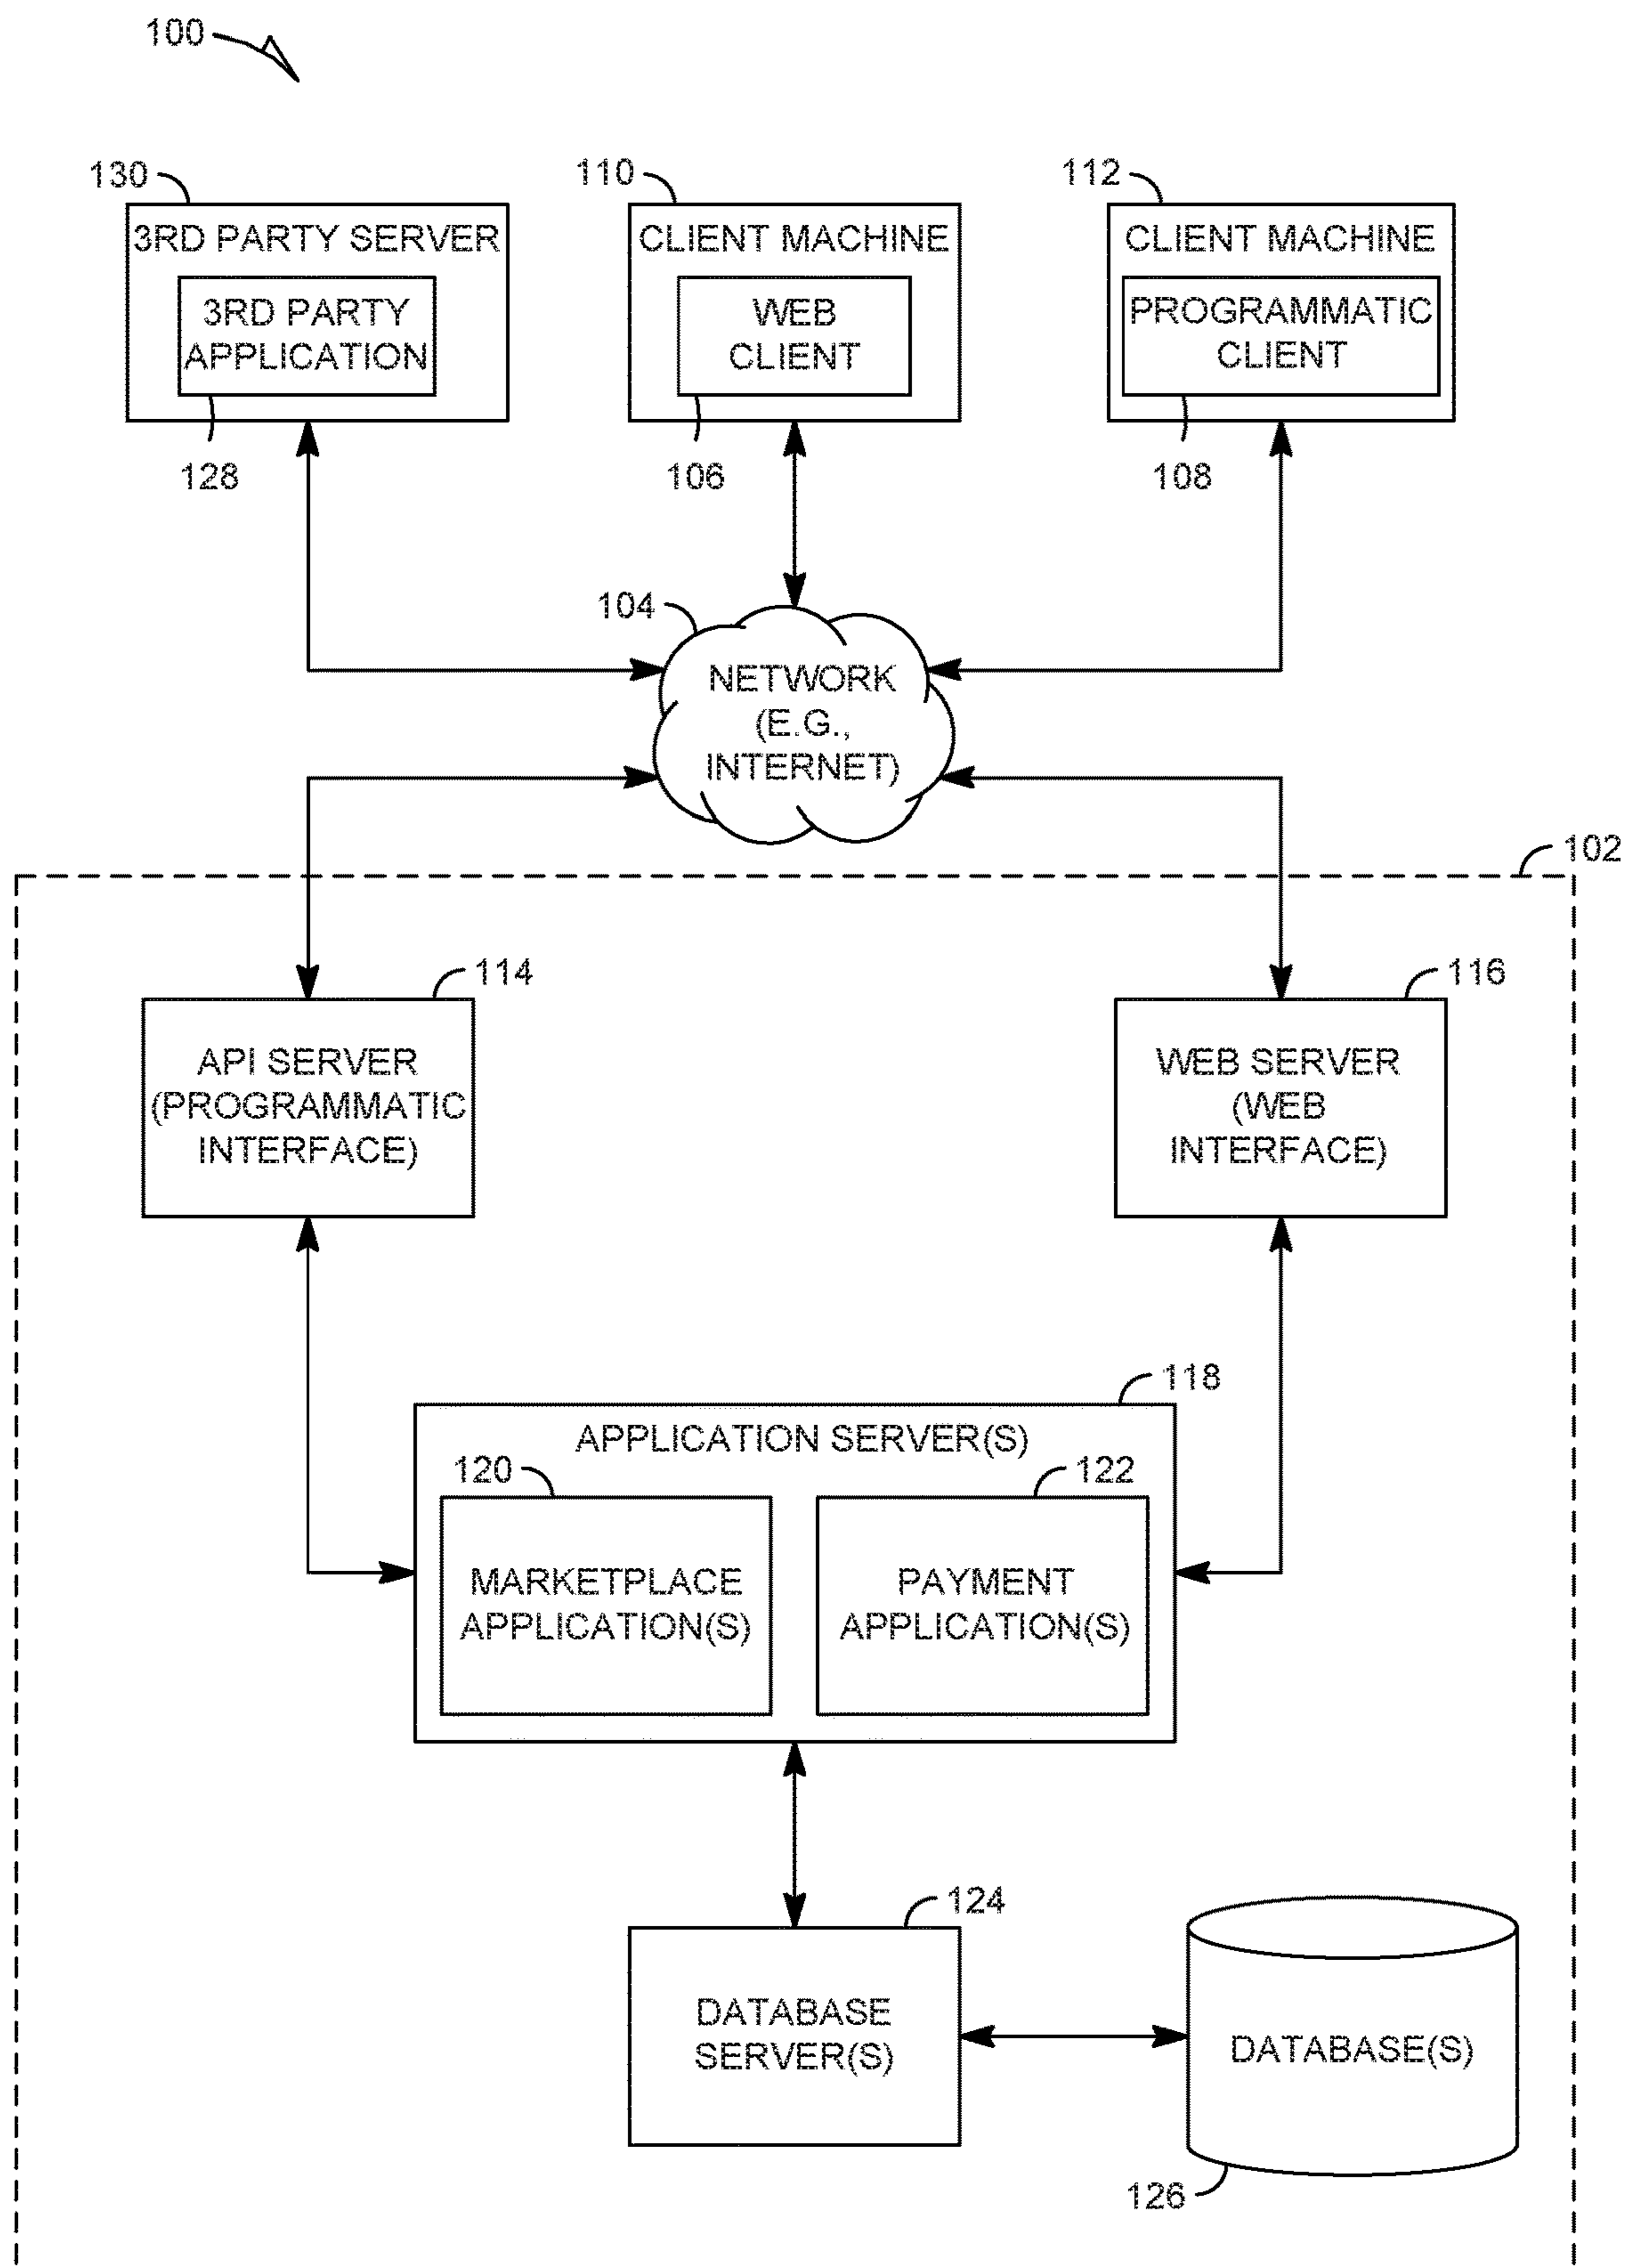 100
130
110
112
3RD PARTY SERVER
CLIENT MACHINE
CLIENT MACHINE
3RD PARTY
APPLICATION
WEB
CLIENT
PROGRAMMATIC
CLIENT
128
106
108
104
NETWORK
(E.G.,
INTERNET)
102
114
116
API SERVER
(PROGRAMMATIC
INTERFACE)
WEB SERVER
(WEB
INTERFACE)
118
APPLICATION SERVER(S)
120
122
MARKETPLACE
APPLICATION(S)
PAYMENT
APPLICATION(S)
124
DATABASE
SERVER(S)
DATABASE(S)
126